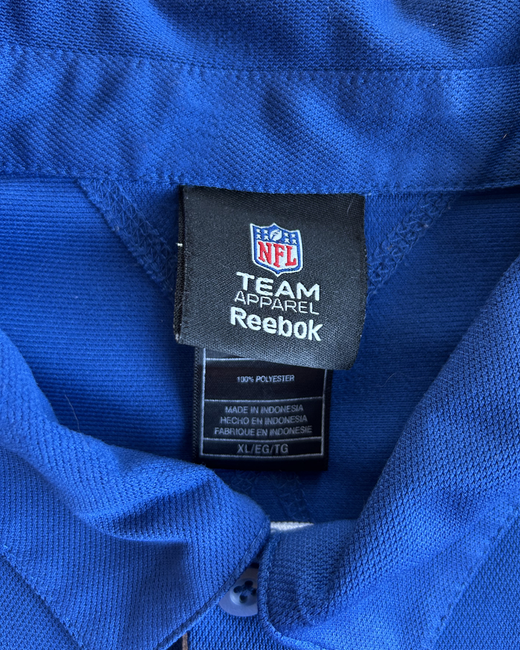 NFL
TEAM
APPAREL
Reebok
100% POLYESTER
MADE IN INDONESIA
HECHO EN INDONESIA
FABRIQUE EN INDONESIE
XL/EG/TG